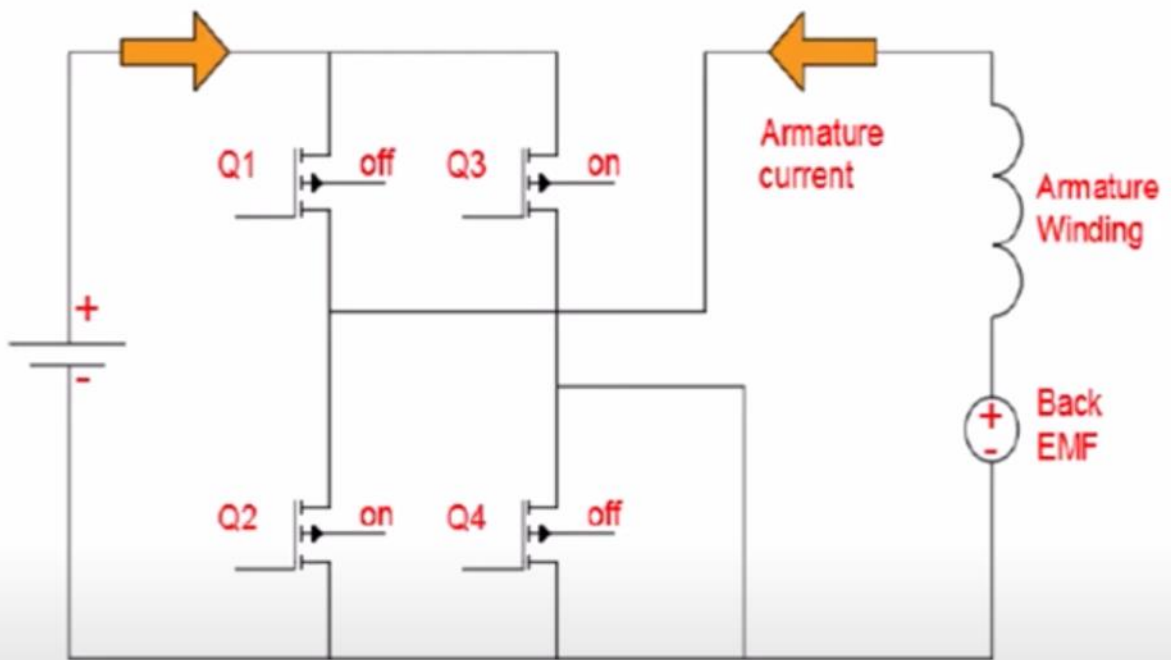 Q1
off
Q3
on
Armature
current
Armature
Winding
+
-
+
-
Back
EMF
Q2
on
Q4
off